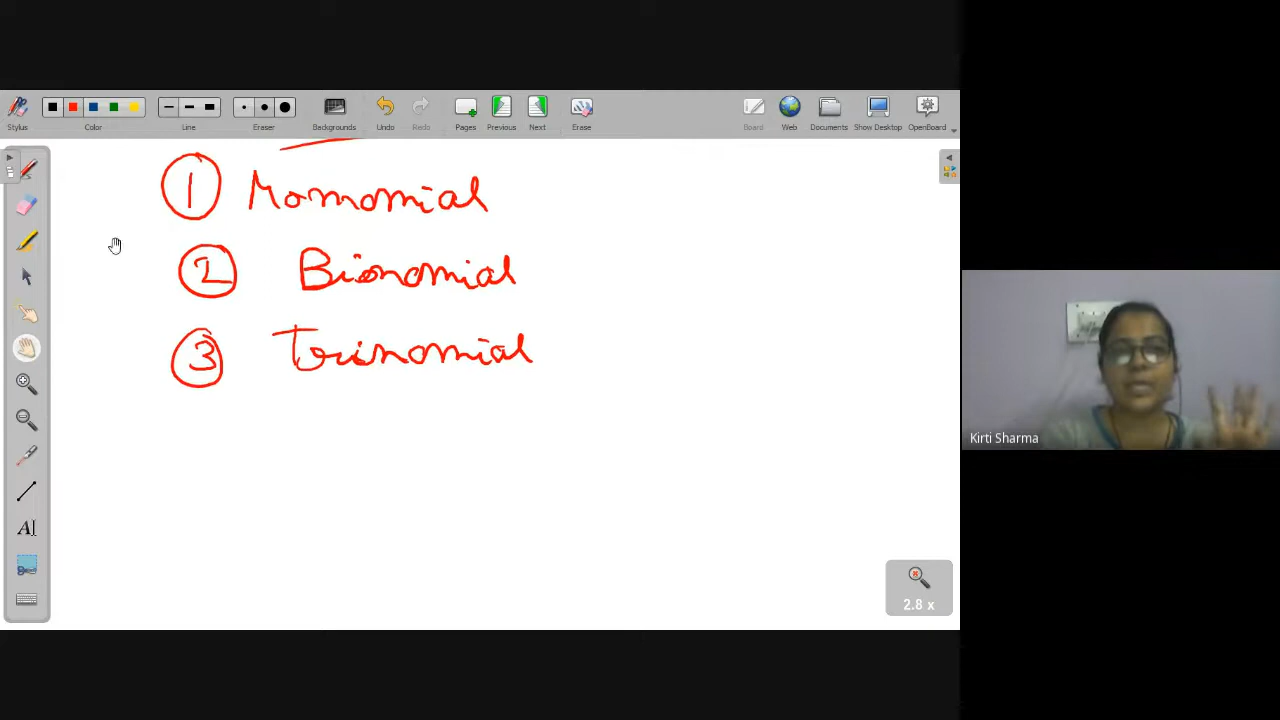 Stylus Color Line Eraser Backgrounds Undo Redo Pages Previous Next Erase Board Web Documents Show Desktop OpenBoard
1 Monomial
2 Bionomial
3 Trinomial
A
Kirti Sharma
2.8 x